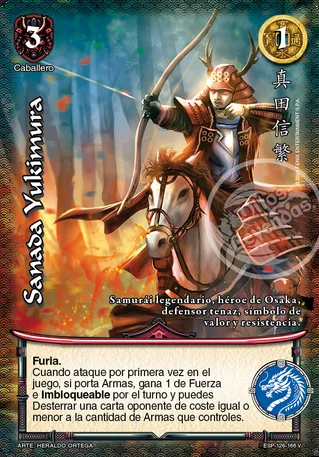 3
1
Caballero
真田信繁
Sanada Yukimura
Samurái legendario, héroe de Osaka,
defensor tenaz, símbolo de
valor y resistencia.
Furia.
Cuando ataque por primera vez en el
juego, si porta Armas, gana 1 de Fuerza
e Imbloqueable por el turno y puedes
Desterrar una carta oponente de coste igual o
menor a la cantidad de Armas que controles.
ARTE: HERALDO ORTEGA
ESP-126-166 V